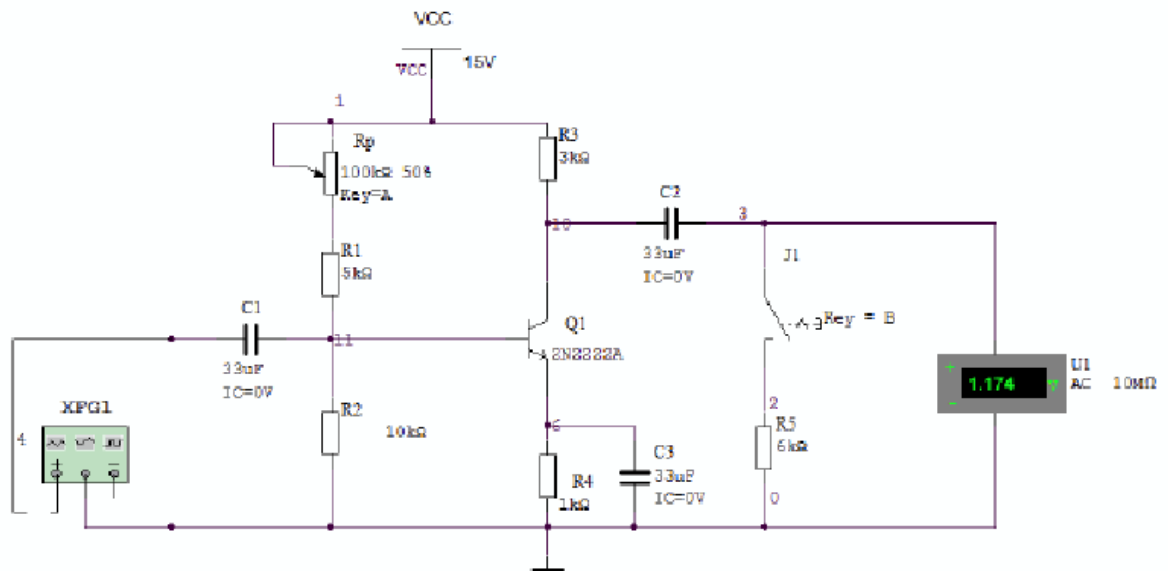 VCC
15V
VCC
1
Rp
100kΩ 50%
Key=A
R3
3kΩ
C2
33uF
IC=0V
3
10
J1
Key = B
R1
5kΩ
C1
33uF
IC=0V
11
Q1
2N2222A
U1
AC 10MΩ
+
-
1.174
V
XFG1
4
R2
10kΩ
6
C3
33uF
IC=0V
R4
1kΩ
2
R5
6kΩ
0